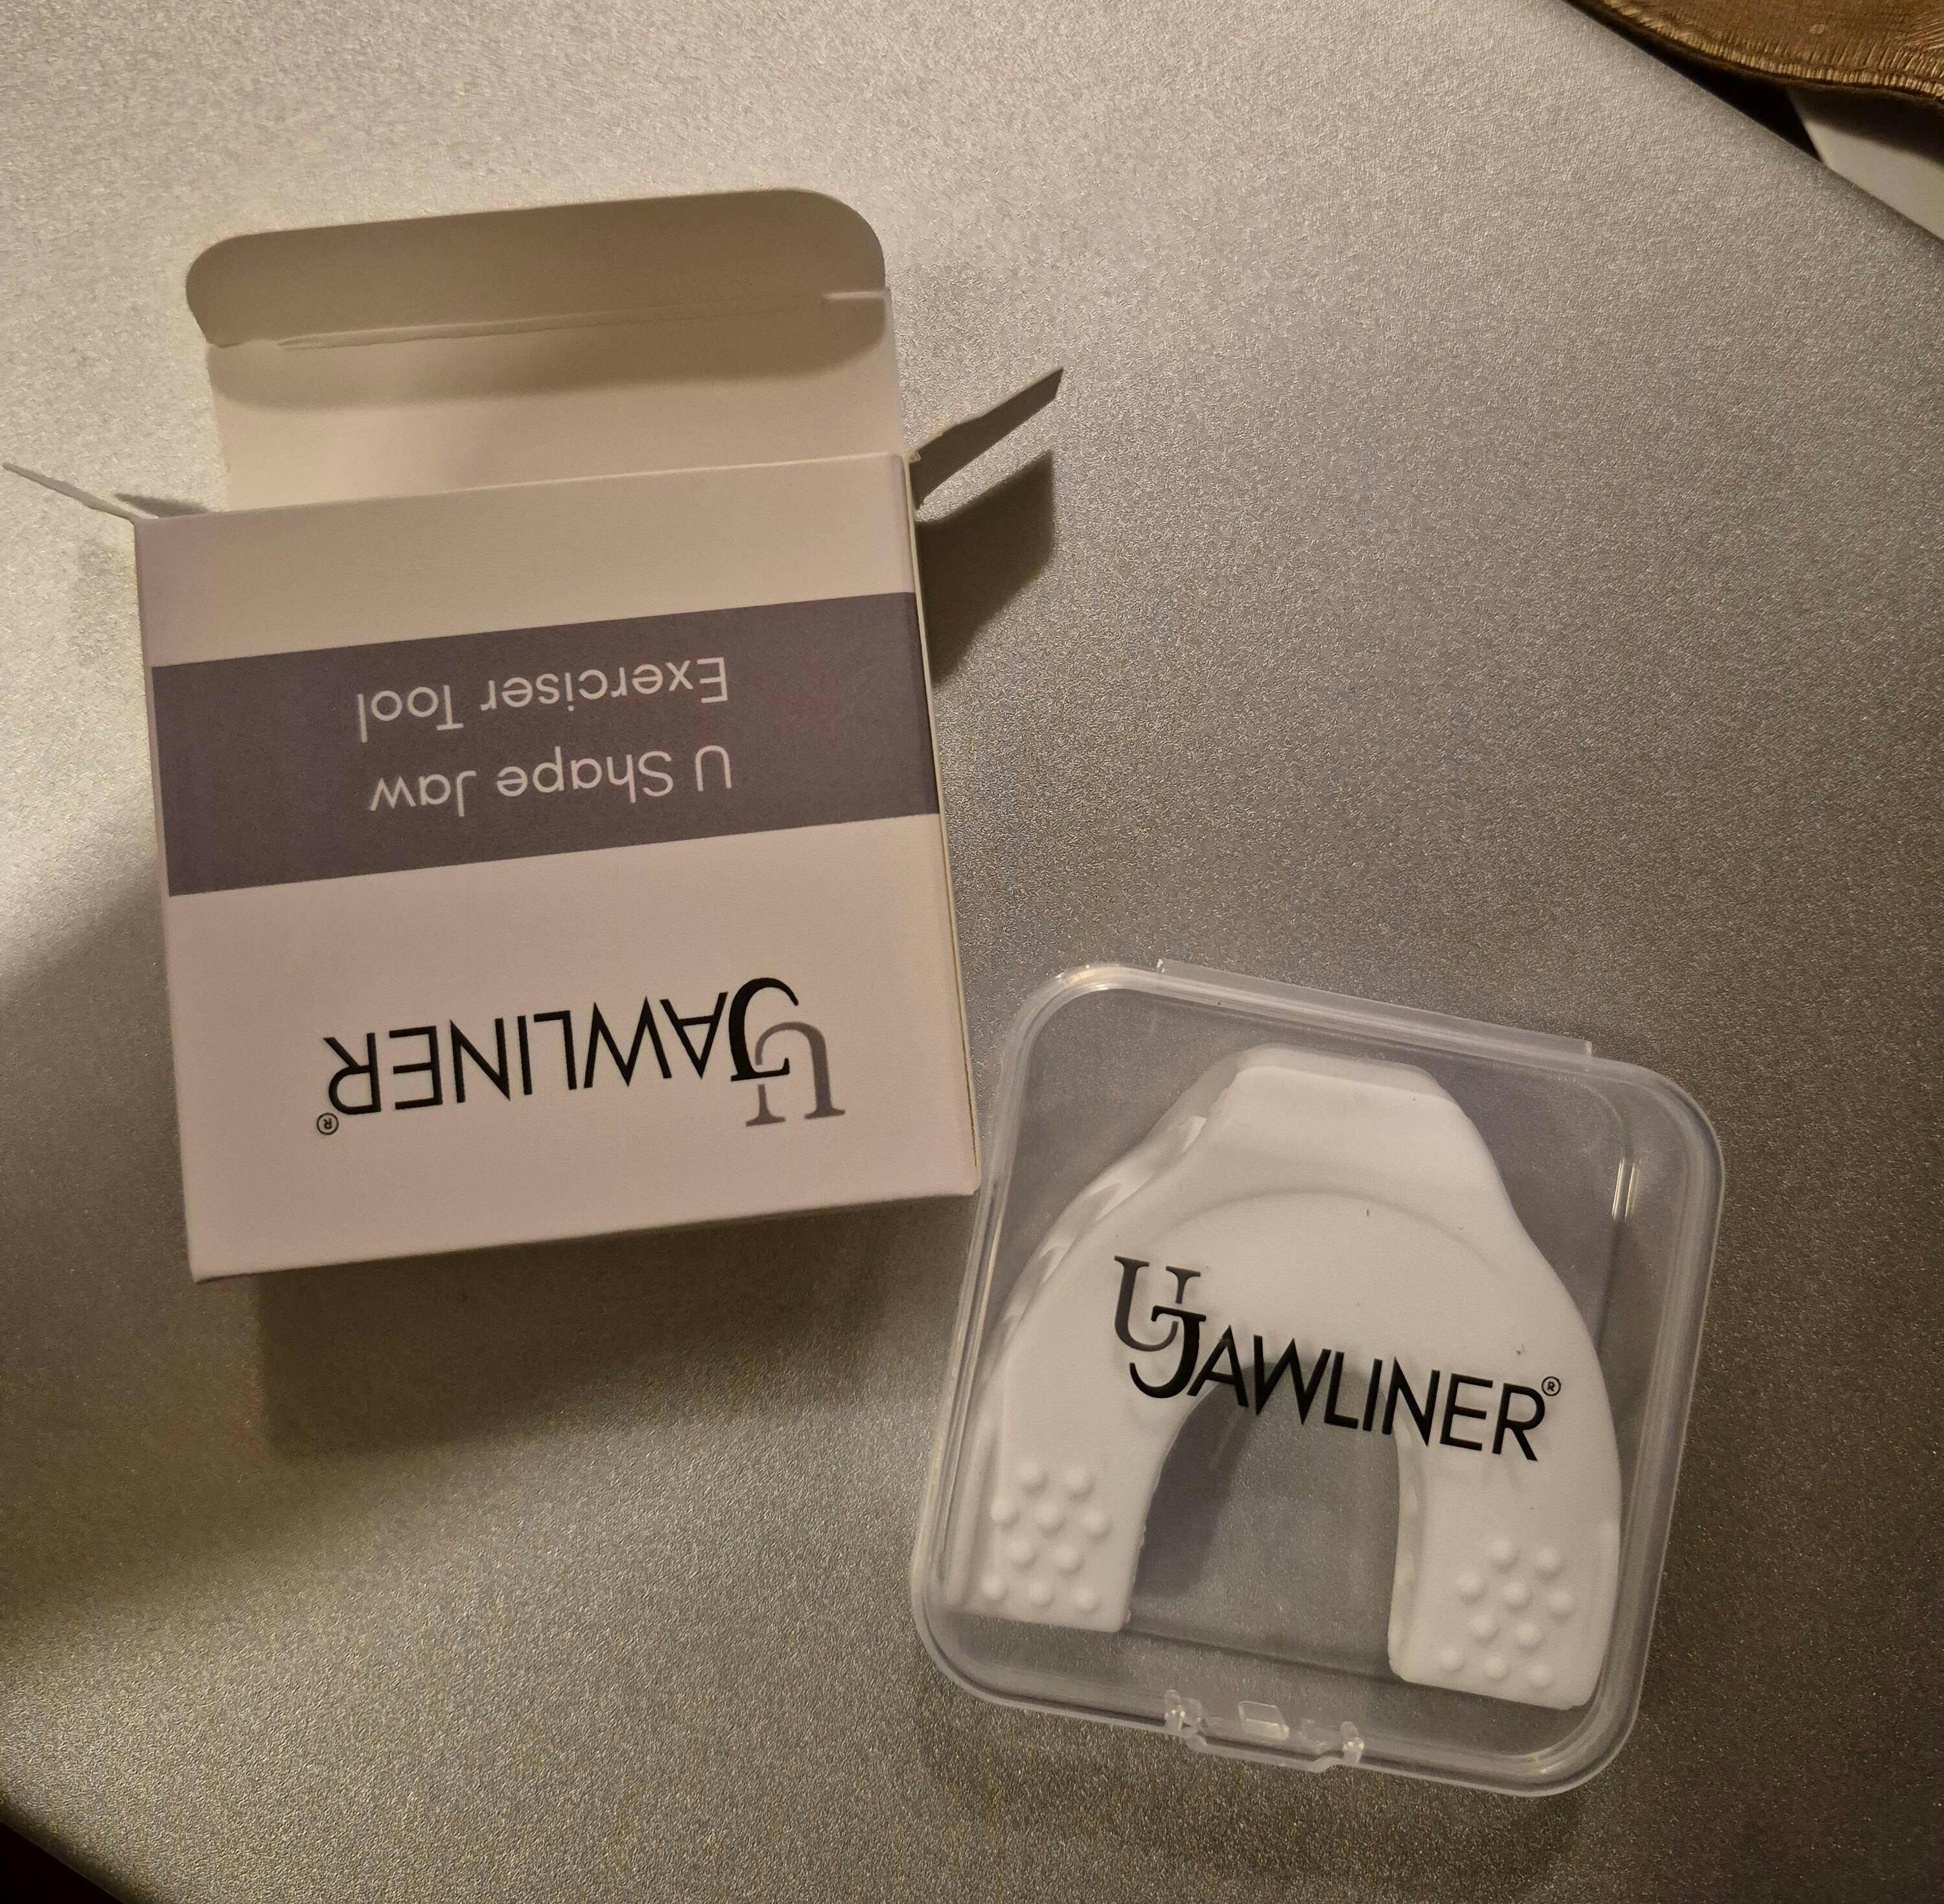 UJAWLINER®
U Shape Jaw
Exerciser Tool
UJAWLINER®